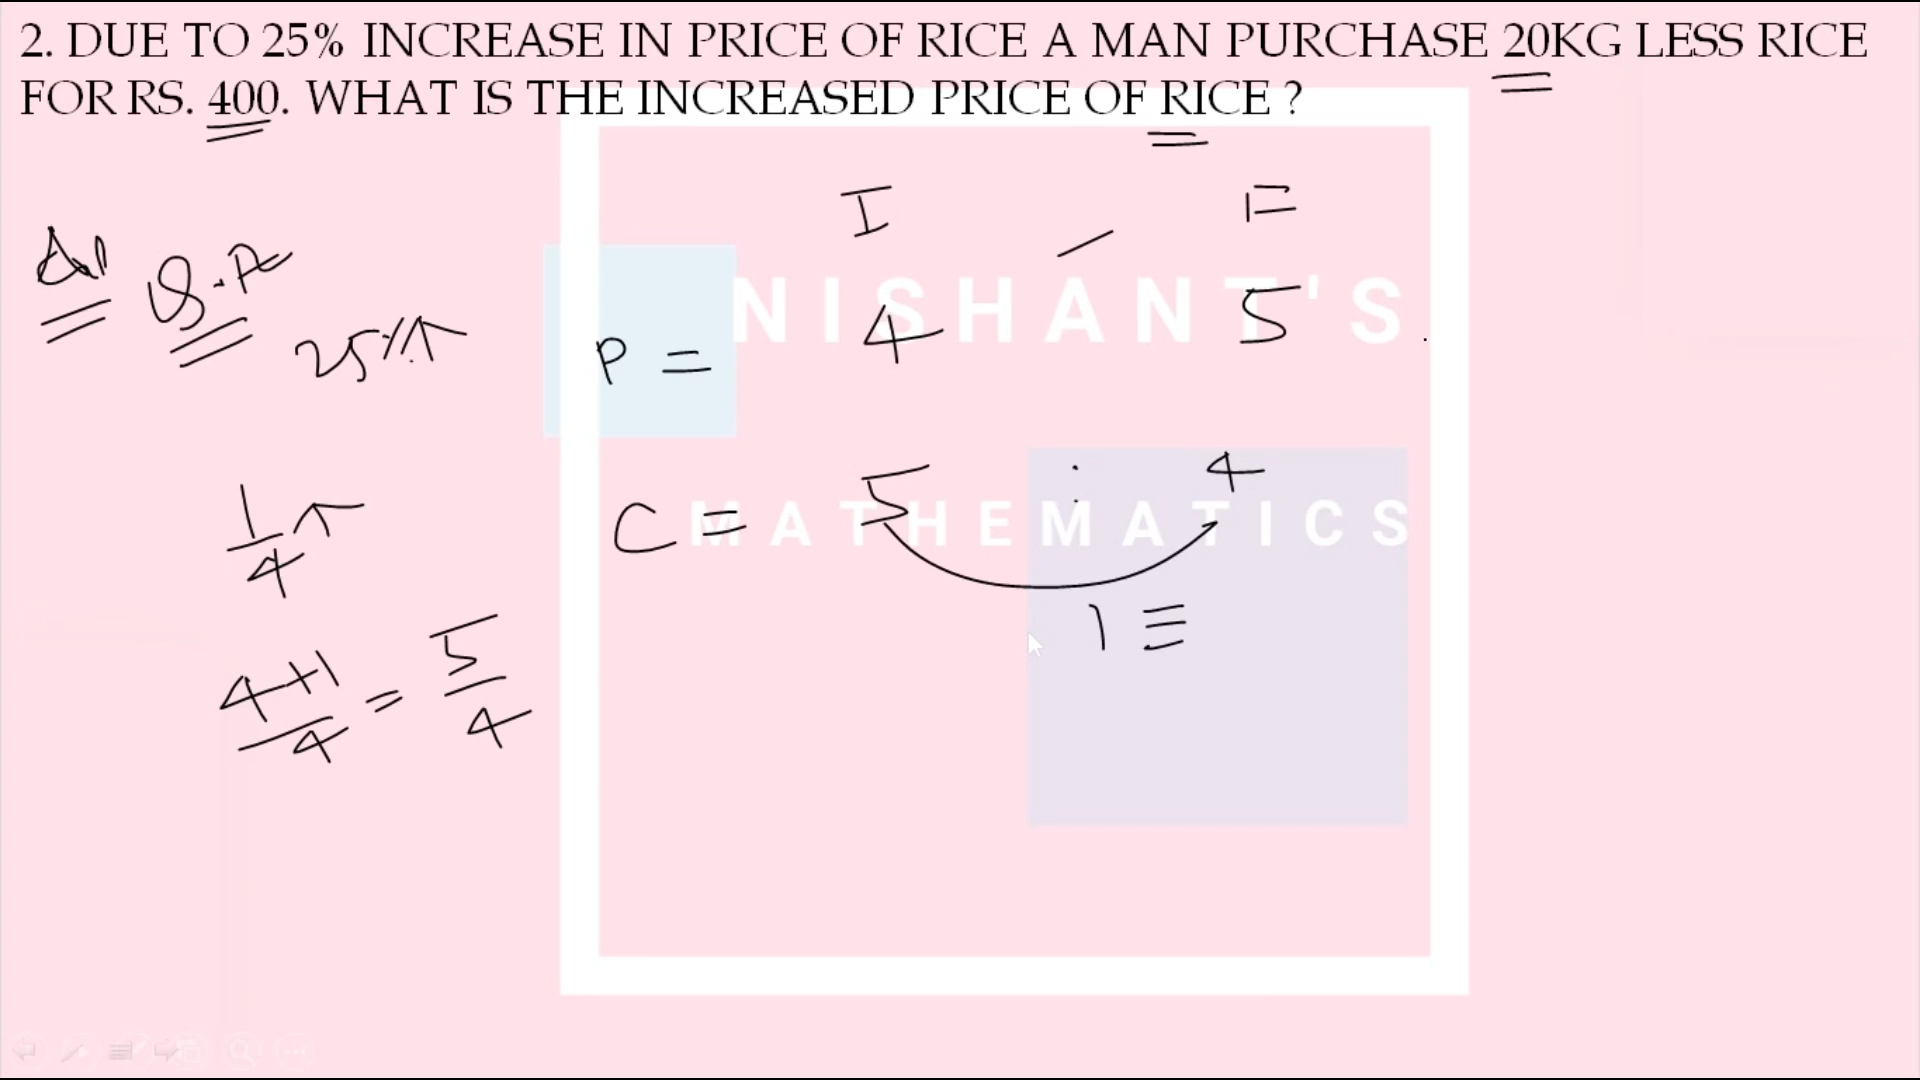 2. DUE TO 25% INCREASE IN PRICE OF RICE A MAN PURCHASE 20KG LESS RICE
FOR RS. 400. WHAT IS THE INCREASED PRICE OF RICE ?
I – F
25%↑
P = 4 5
NISHANT'S
1/4 ↑
C = 5 : 4
MATHEMATICS
1 ≡
4+1/4 = 5/4